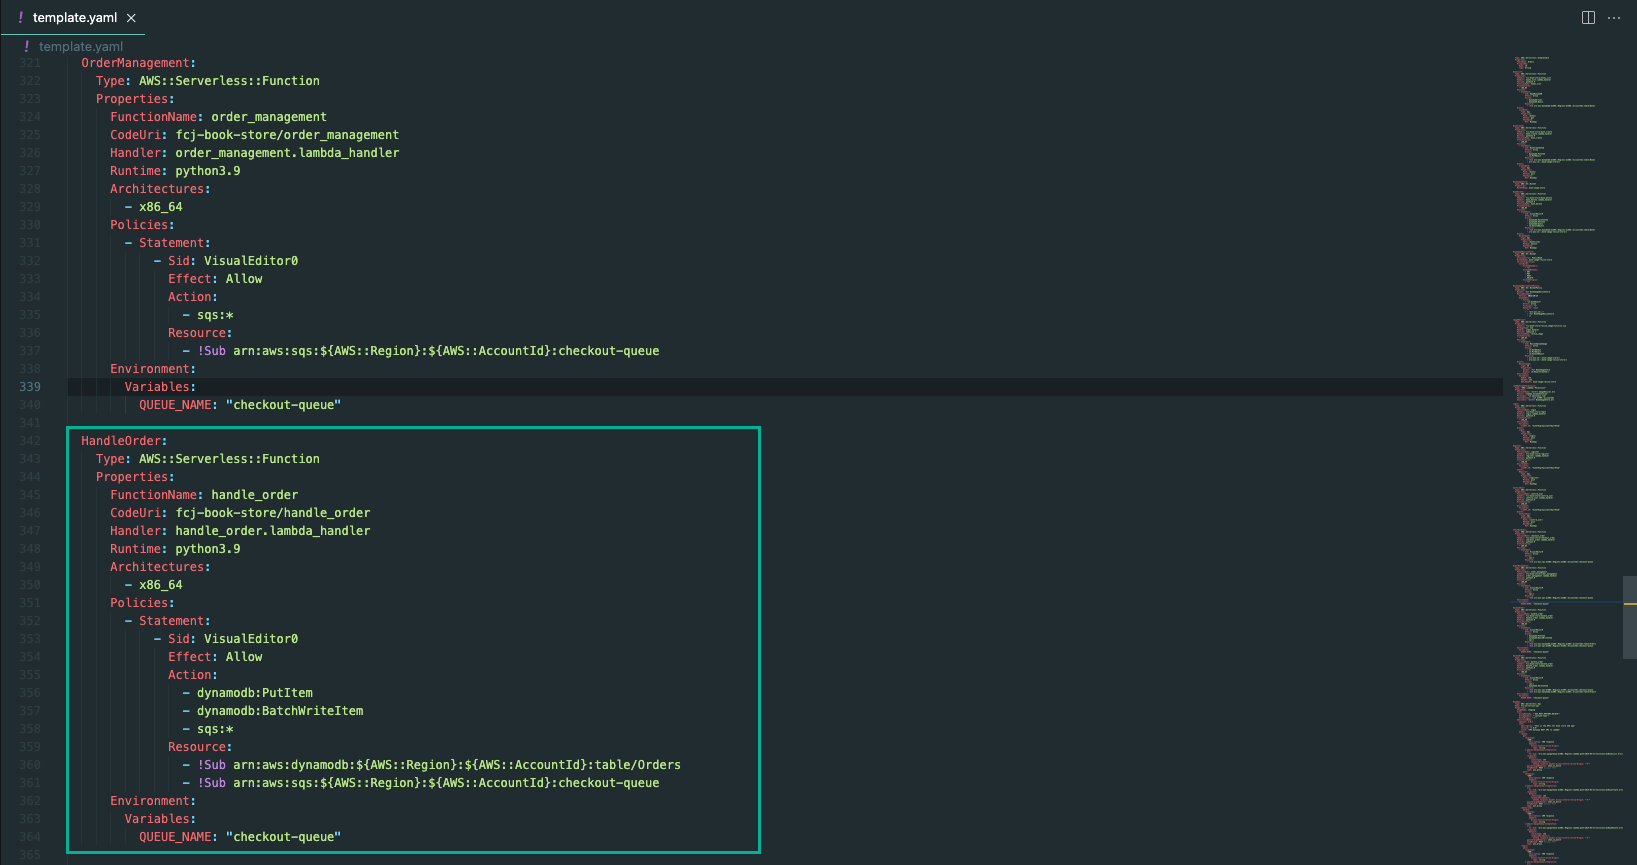 ! template.yaml ×
! template.yaml
321 OrderManagement:
322 Type: AWS::Serverless::Function
323 Properties:
324 FunctionName: order_management
325 CodeUri: fcj-book-store/order_management
326 Handler: order_management.lambda_handler
327 Runtime: python3.9
328 Architectures:
329 - x86_64
330 Policies:
331 - Statement:
332 - Sid: VisualEditor0
333 Effect: Allow
334 Action:
335 - sqs:*
336 Resource:
337 - !Sub arn:aws:sqs:${AWS::Region}:${AWS::AccountId}:checkout-queue
338 Environment:
339 Variables:
340 QUEUE_NAME: "checkout-queue"
341
342 HandleOrder:
343 Type: AWS::Serverless::Function
344 Properties:
345 FunctionName: handle_order
346 CodeUri: fcj-book-store/handle_order
347 Handler: handle_order.lambda_handler
348 Runtime: python3.9
349 Architectures:
350 - x86_64
351 Policies:
352 - Statement:
353 - Sid: VisualEditor0
354 Effect: Allow
355 Action:
356 - dynamodb:PutItem
357 - dynamodb:BatchWriteItem
358 - sqs:*
359 Resource:
360 - !Sub arn:aws:dynamodb:${AWS::Region}:${AWS::AccountId}:table/Orders
361 - !Sub arn:aws:sqs:${AWS::Region}:${AWS::AccountId}:checkout-queue
362 Environment:
363 Variables:
364 QUEUE_NAME: "checkout-queue"
365